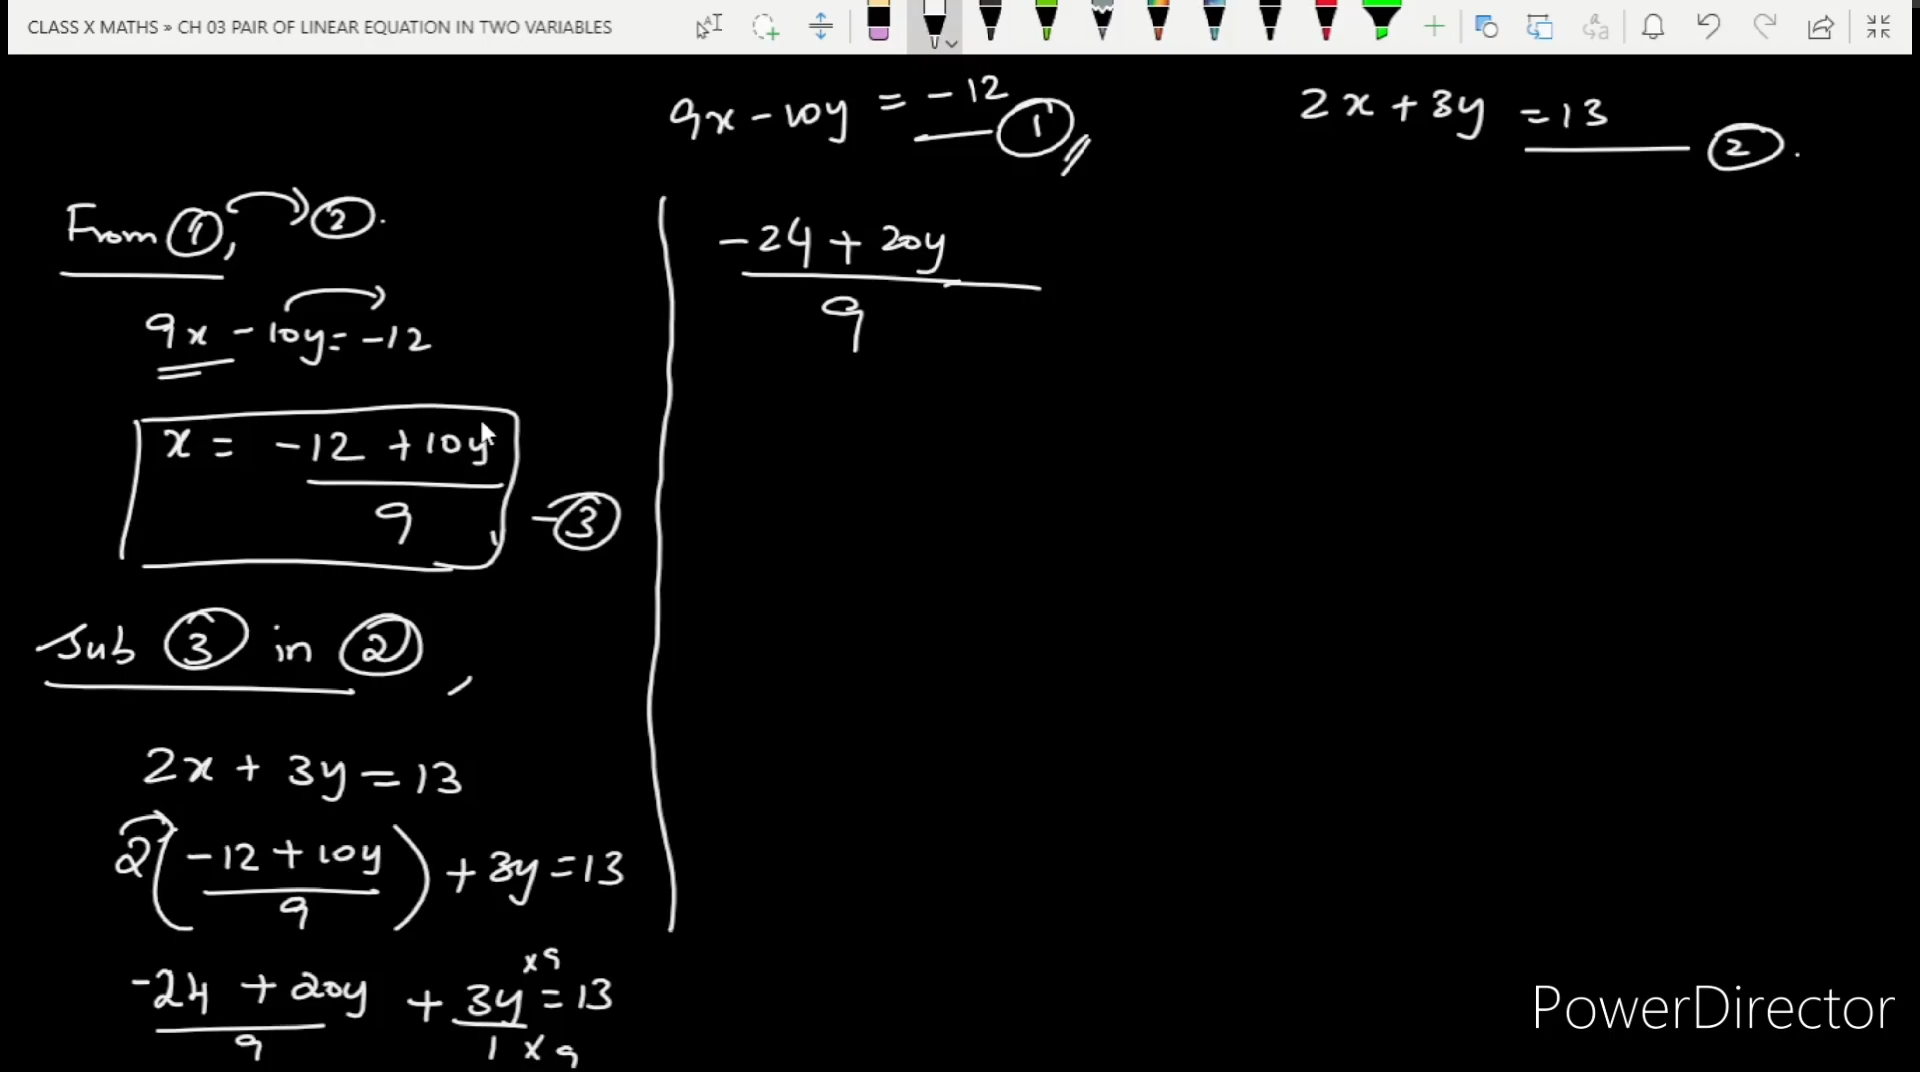 CLASS X MATHS » CH 03 PAIR OF LINEAR EQUATION IN TWO VARIABLES
9x - 10y = -12 ①
2x + 3y = 13 ②.
From ①, ②.
9x - 10y = -12
x = -12 + 10y
9
- ③
Sub ③ in ②,
2x + 3y = 13
2(-12 + 10y) + 3y = 13
9
x9
-24 + 20y + 3y = 13
9 1 x 9
-24 + 20y
9
PowerDirector